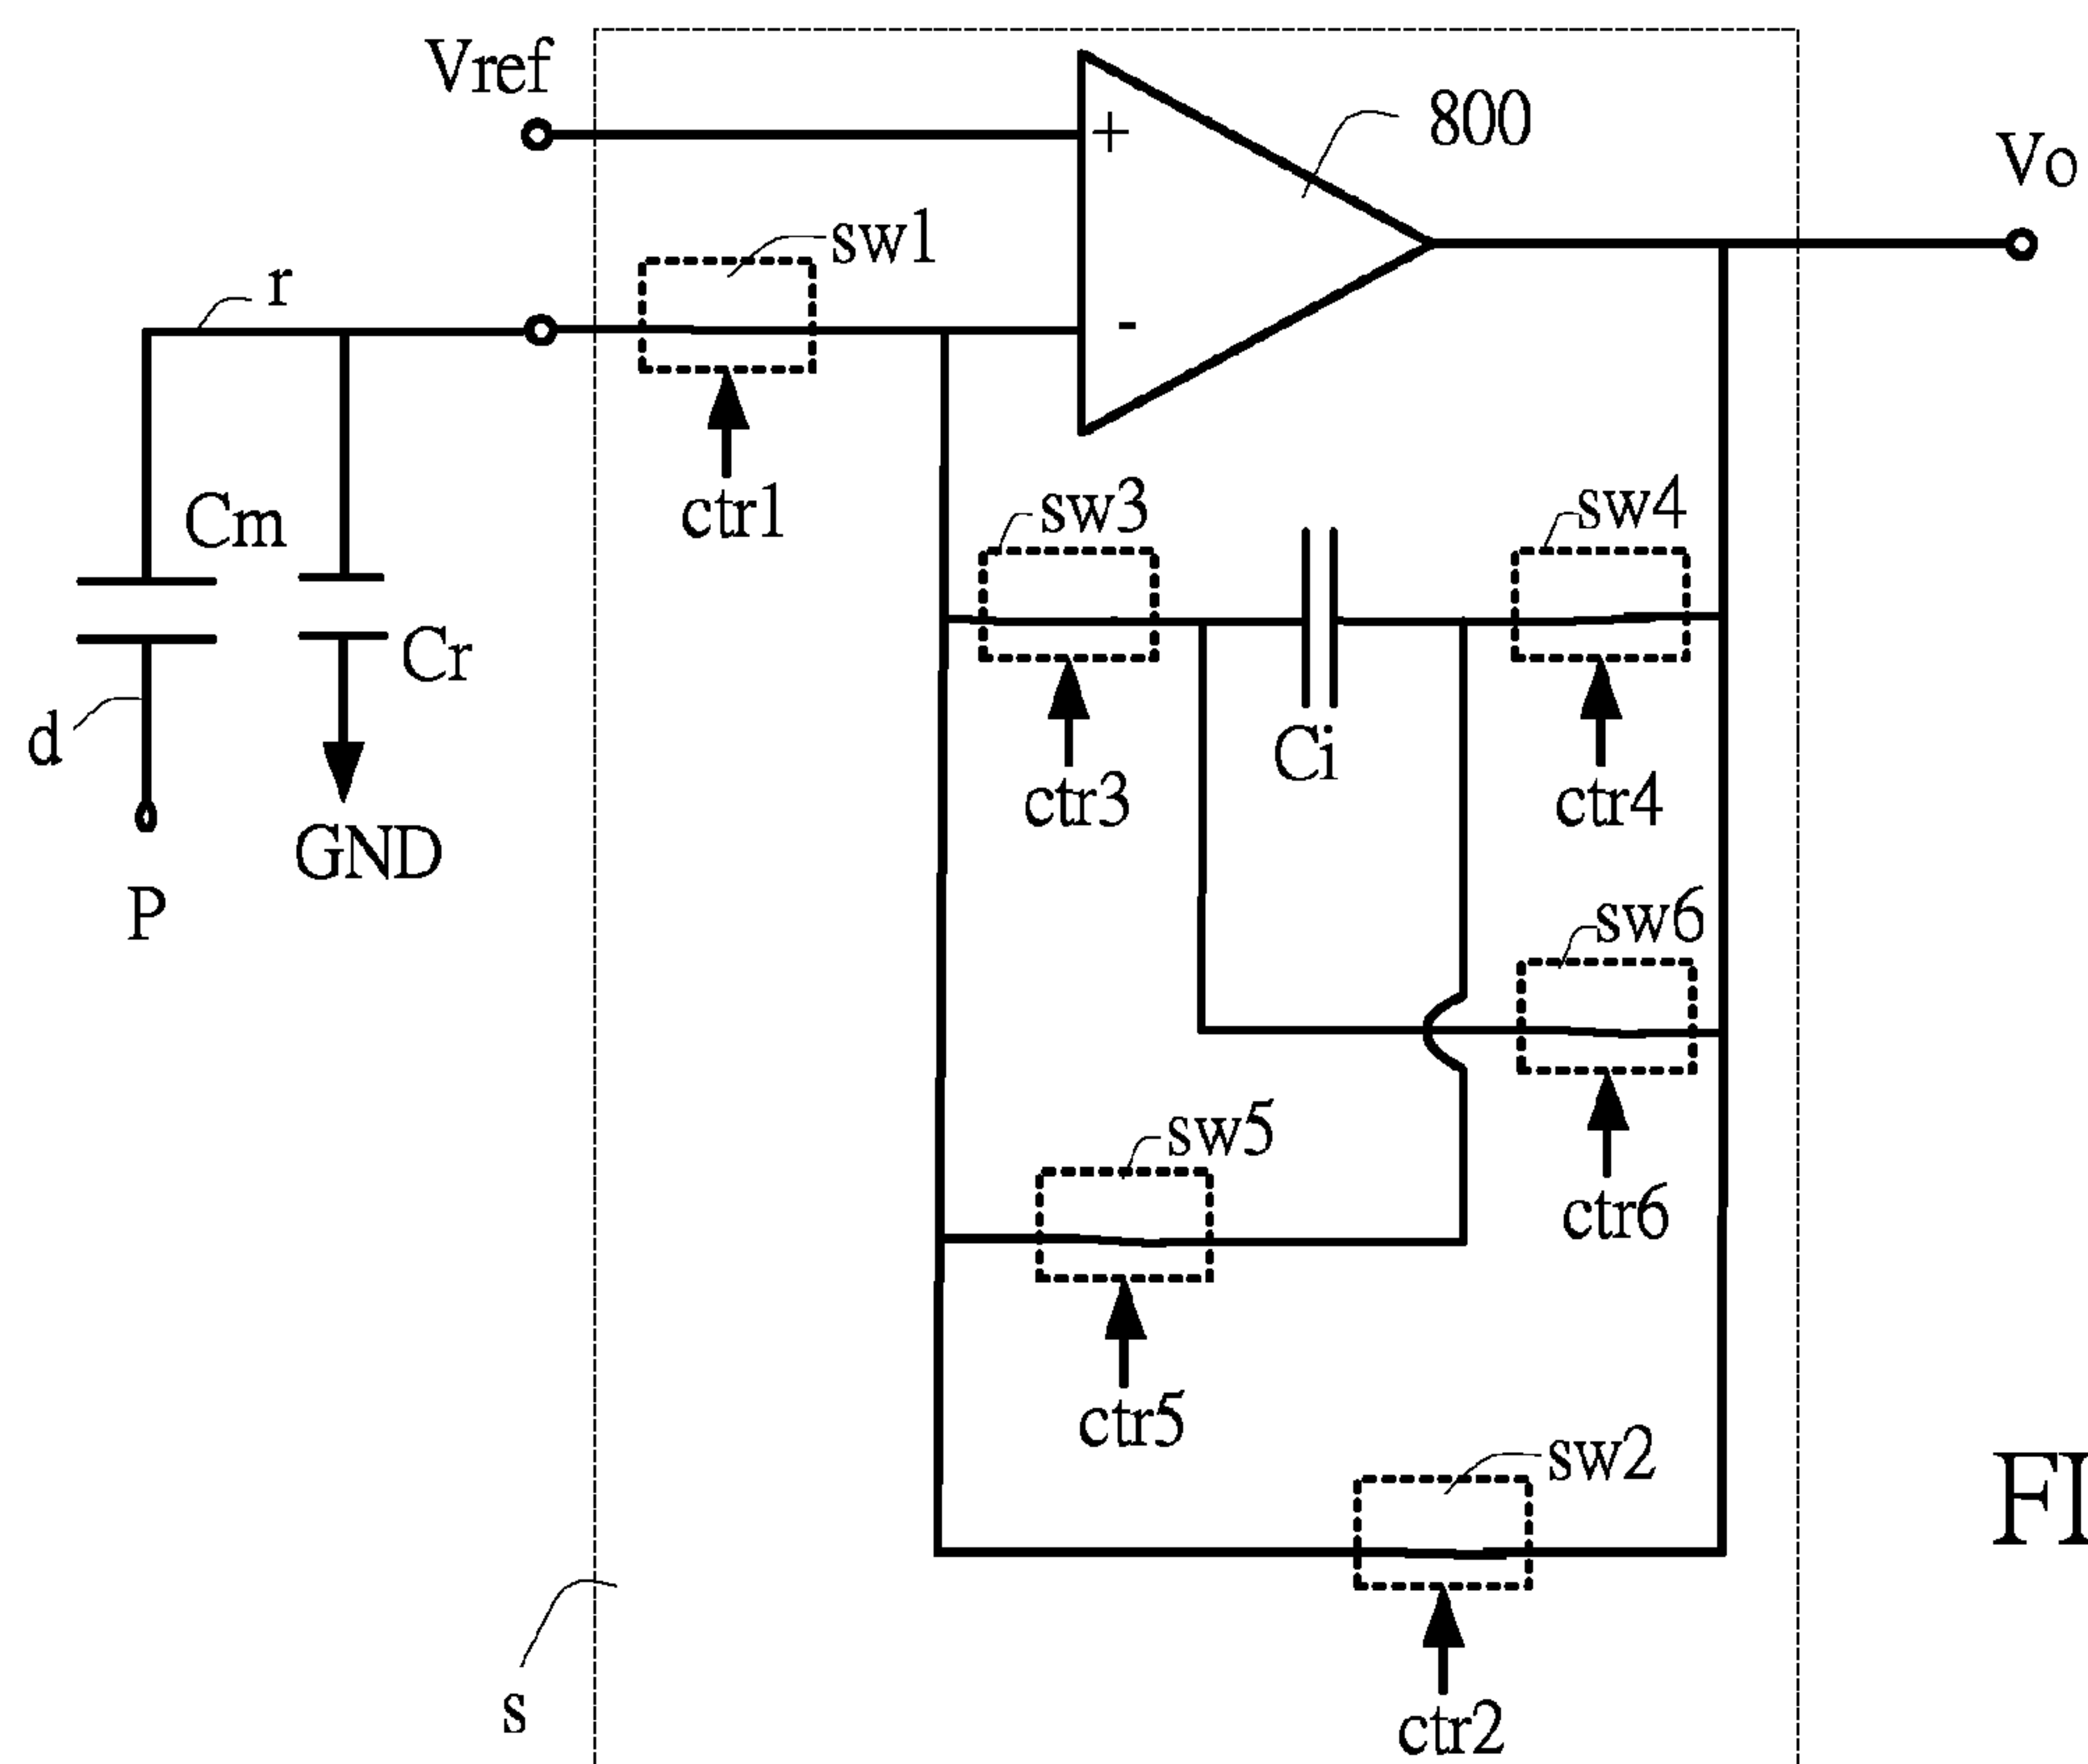 Vref
+
800
Vo
sw1
r
-
ctr1
Cm
sw3
sw4
Cr
d
Ci
ctr3
ctr4
GND
P
sw6
sw5
ctr6
ctr5
sw2
FI
s
ctr2